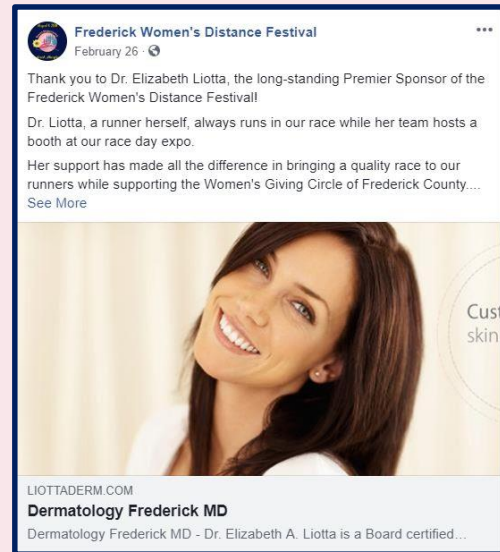 Frederick Women's Distance Festival
February 26 ·
Thank you to Dr. Elizabeth Liotta, the long-standing Premier Sponsor of the
Frederick Women's Distance Festival!
Dr. Liotta, a runner herself, always runs in our race while her team hosts a
booth at our race day expo.
Her support has made all the difference in bringing a quality race to our
runners while supporting the Women's Giving Circle of Frederick County....
See More
Cust
skin
LIOTTADERM.COM
Dermatology Frederick MD
Dermatology Frederick MD - Dr. Elizabeth A. Liotta is a Board certified...